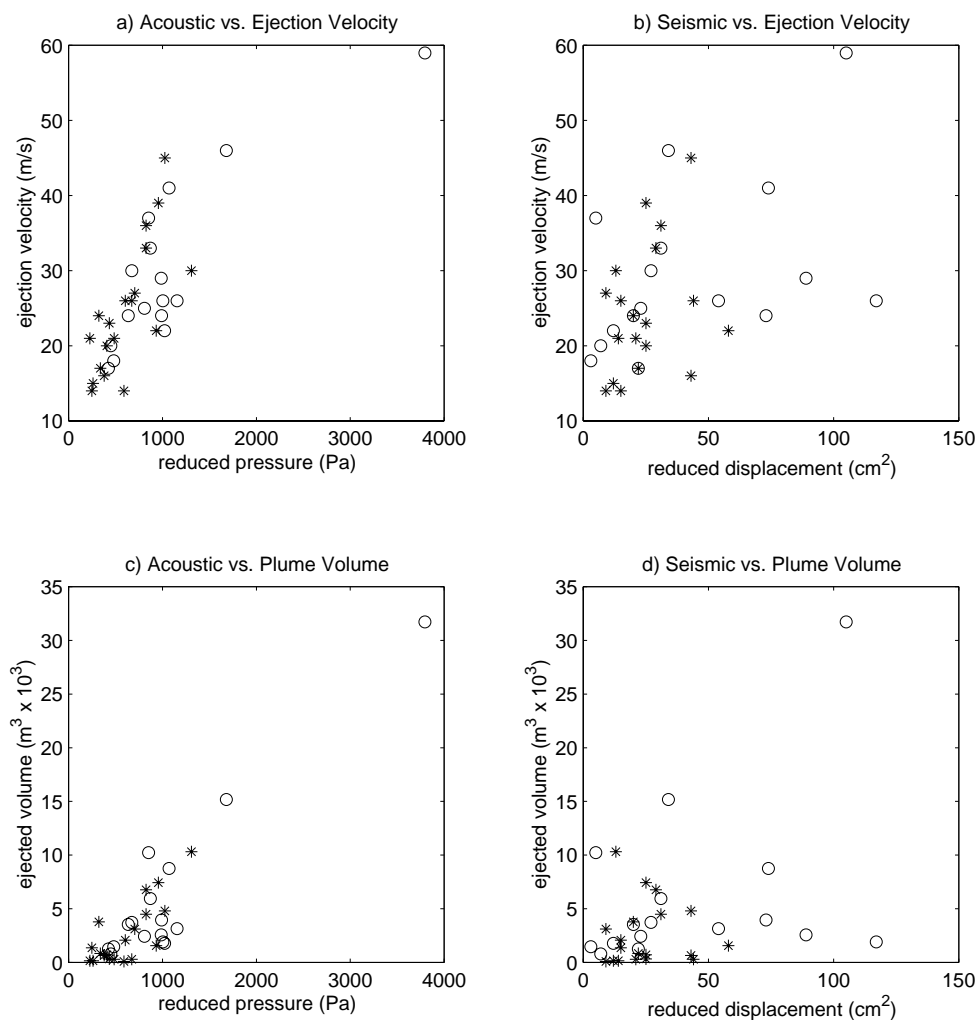 a) Acoustic vs. Ejection Velocity
60
50
40
30
20
10
ejection velocity (m/s)
0 1000 2000 3000 4000
reduced pressure (Pa)
b) Seismic vs. Ejection Velocity
60
50
40
30
20
10
ejection velocity (m/s)
0 50 100 150
reduced displacement (cm²)
c) Acoustic vs. Plume Volume
35
30
25
20
15
10
5
0
ejected volume (m³ x 10³)
0 1000 2000 3000 4000
reduced pressure (Pa)
d) Seismic vs. Plume Volume
35
30
25
20
15
10
5
0
ejected volume (m³ x 10³)
0 50 100 150
reduced displacement (cm²)